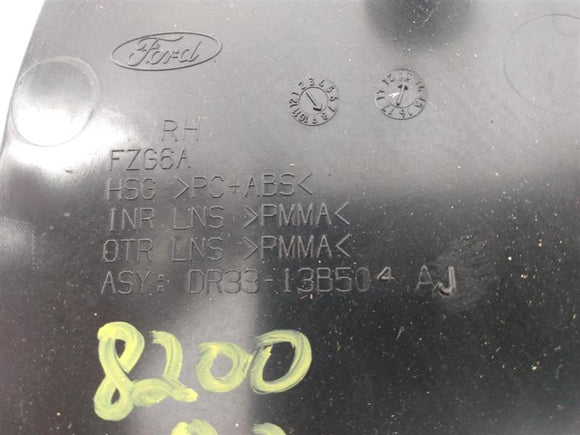 Ford
RH
FZG6A
HSG >PC+ABS<
INR LNS >PMMA<
OTR LNS >PMMA<
ASY: DR33-13B504 AJ
8200